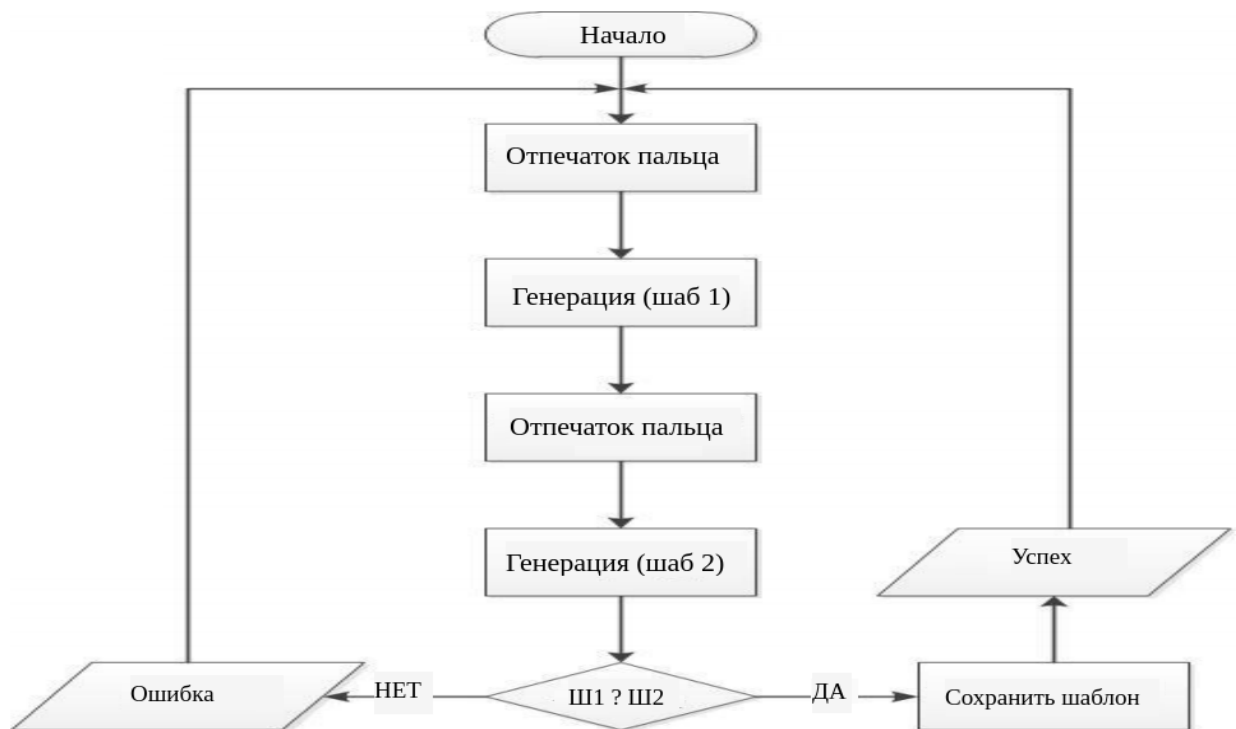 Начало
Отпечаток пальца
Генерация (шаб 1)
Отпечаток пальца
Генерация (шаб 2)
Успех
Ошибка
НЕТ
Ш1 ? Ш2
ДА
Сохранить шаблон